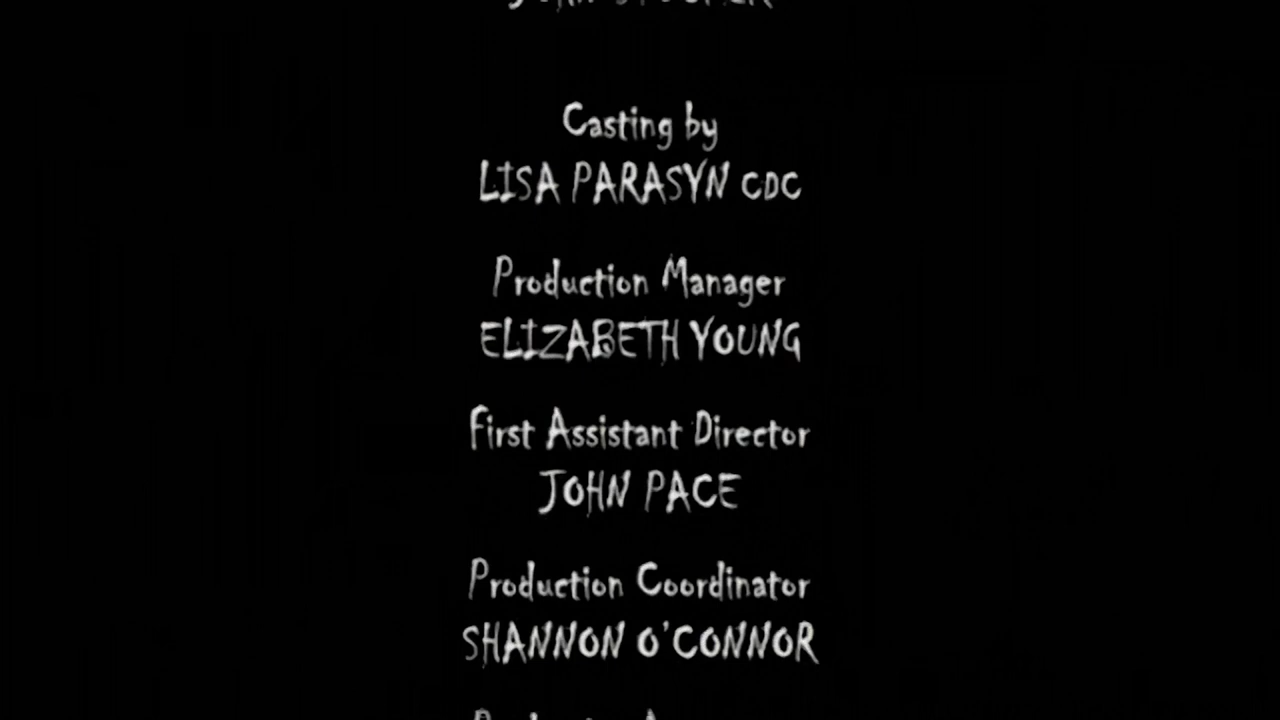 Casting by
LISA PARASYN CDC
Production Manager
ELIZABETH YOUNG
First Assistant Director
JOHN PACE
Production Coordinator
SHANNON O'CONNOR